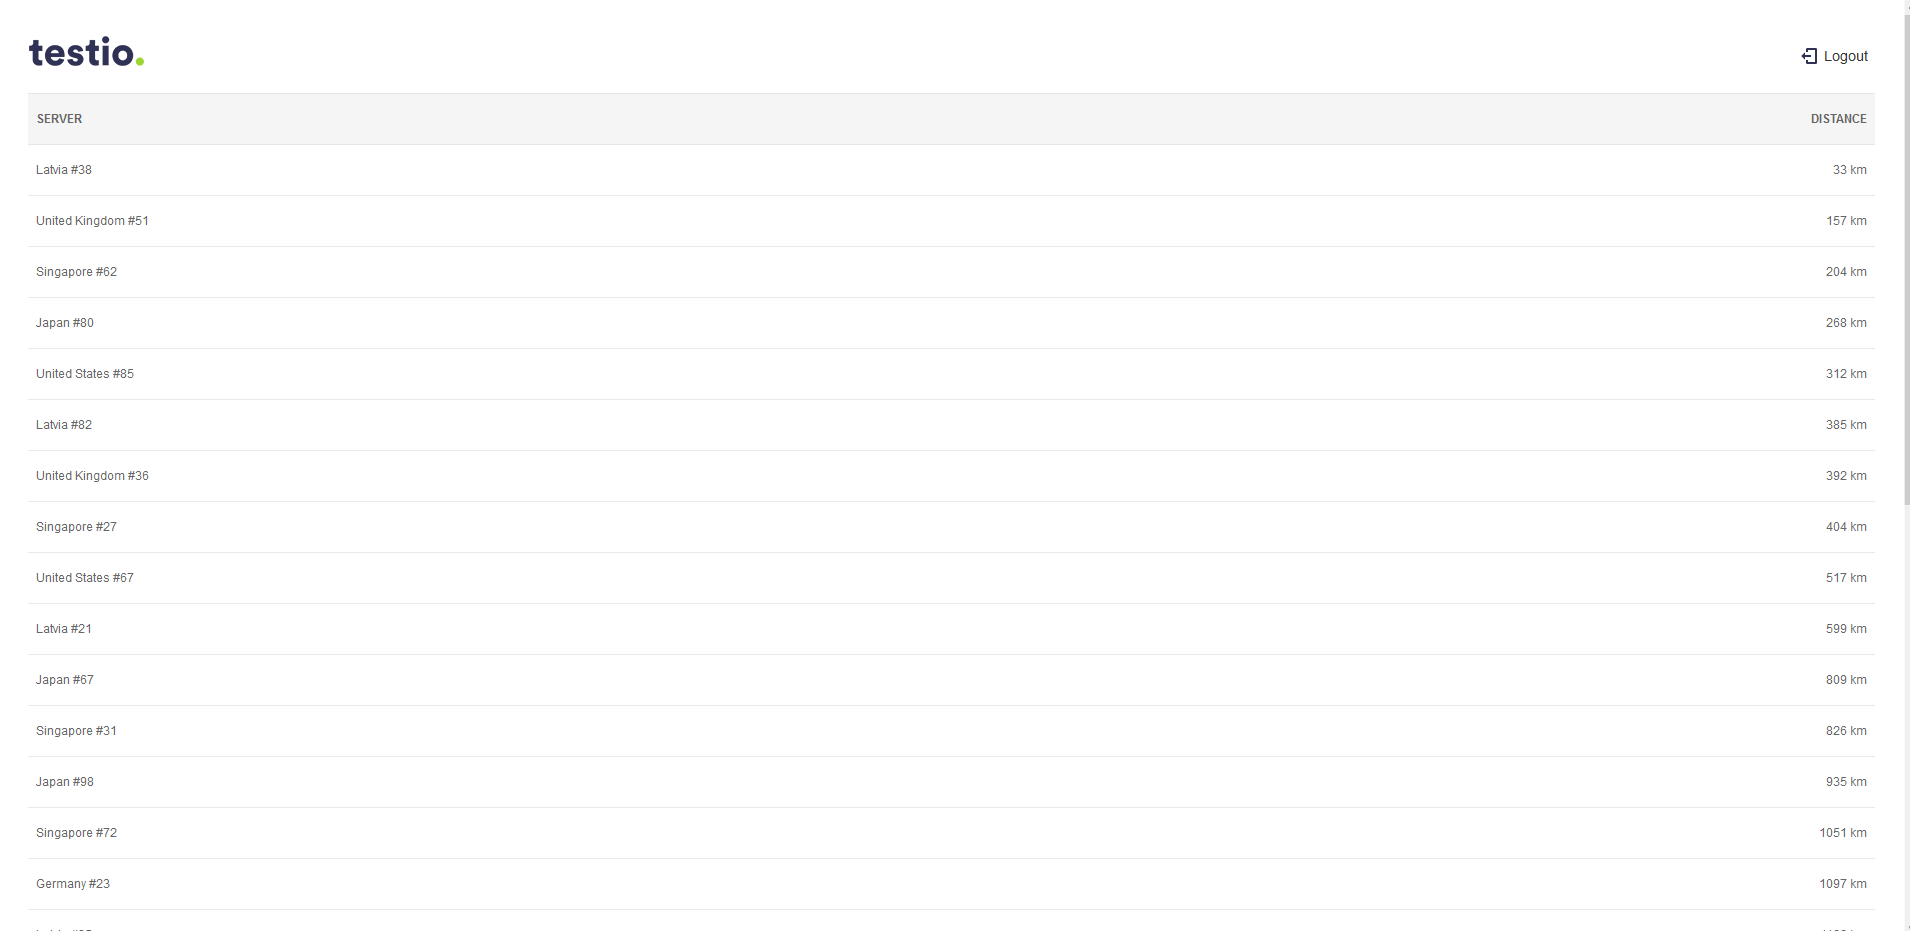 testio.
Logout
SERVER DISTANCE
Latvia #38 33 km
United Kingdom #51 157 km
Singapore #62 204 km
Japan #80 268 km
United States #85 312 km
Latvia #82 385 km
United Kingdom #36 392 km
Singapore #27 404 km
United States #67 517 km
Latvia #21 599 km
Japan #67 809 km
Singapore #31 826 km
Japan #98 935 km
Singapore #72 1051 km
Germany #23 1097 km